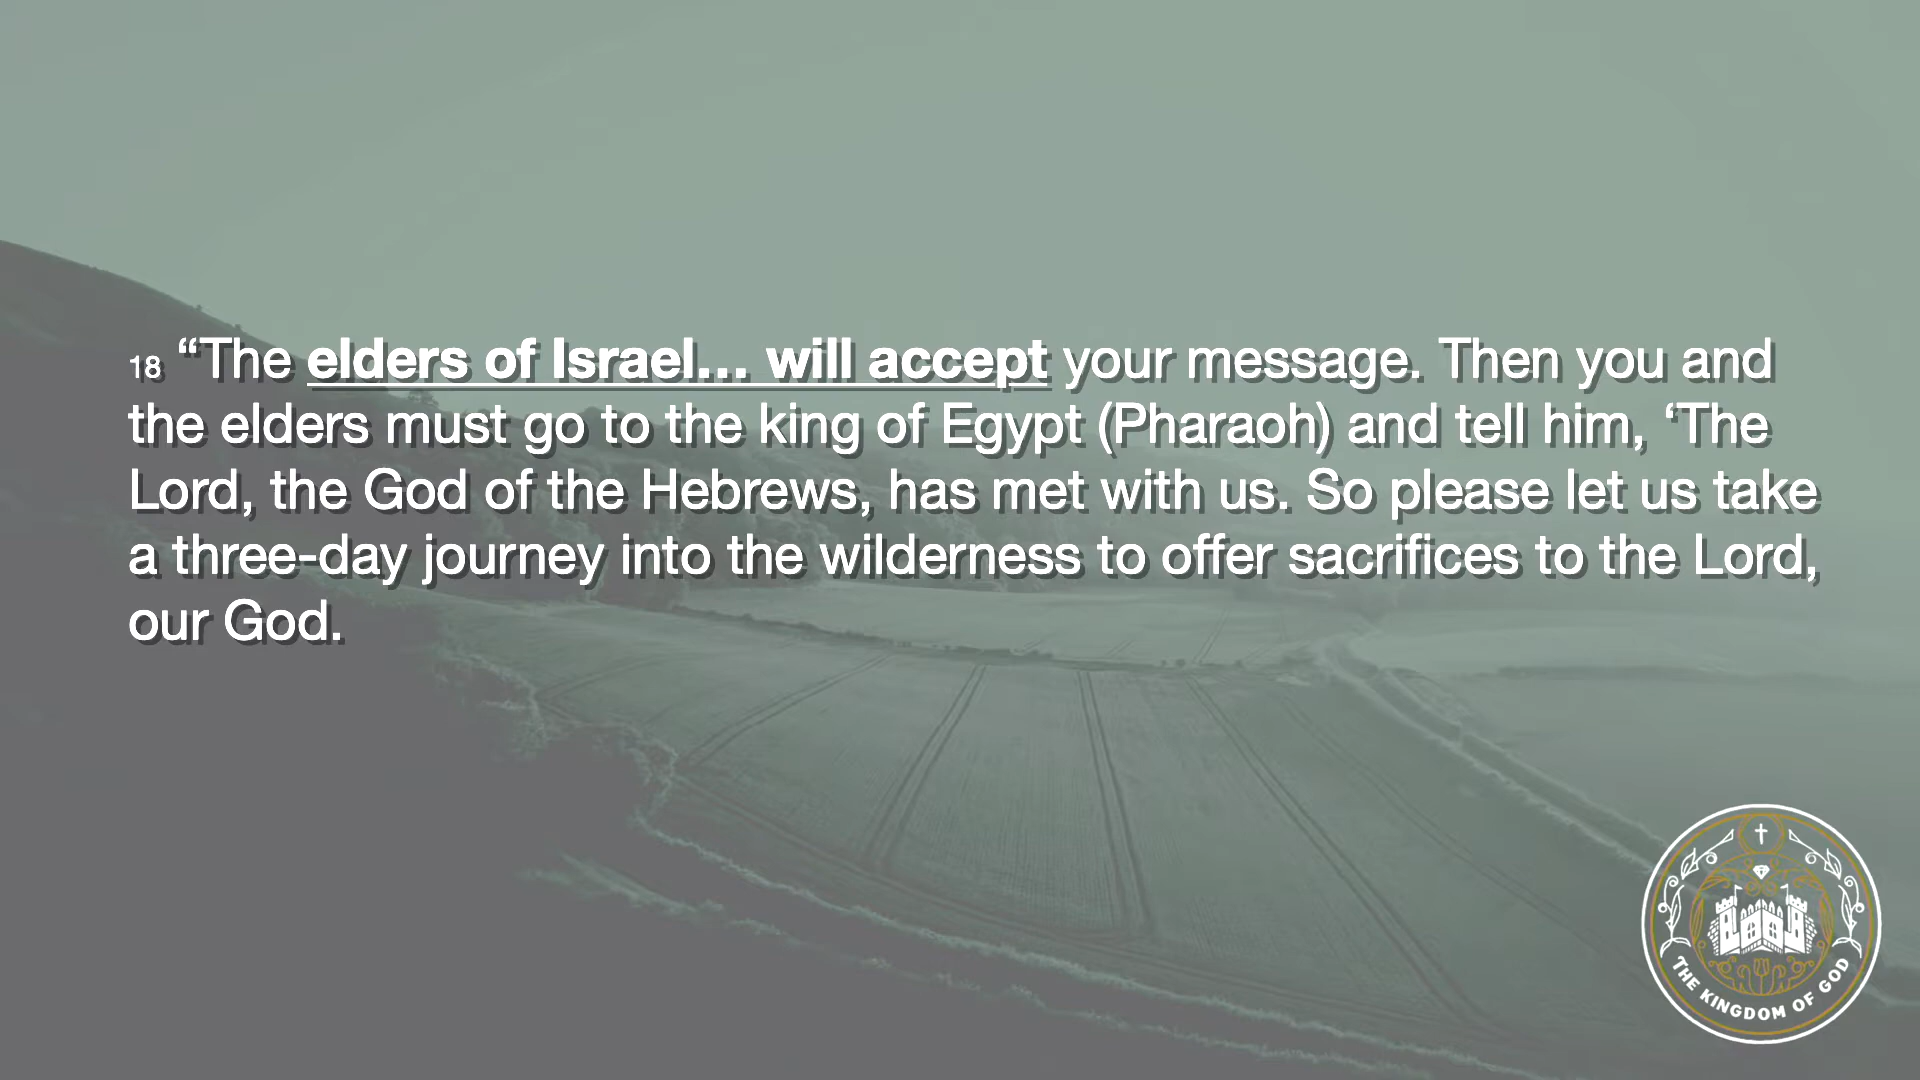 18 “The elders of Israel… will accept your message. Then you and
the elders must go to the king of Egypt (Pharaoh) and tell him, ‘The
Lord, the God of the Hebrews, has met with us. So please let us take
a three-day journey into the wilderness to offer sacrifices to the Lord,
our God.
THE KINGDOM OF GOD